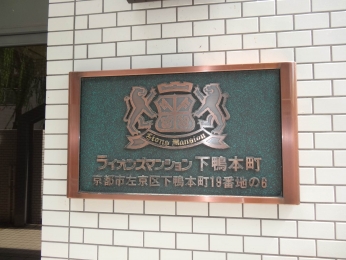 Lions Mansion
ライオンズマンション 下鴨本町
京都市左京区下鴨本町19番地の6